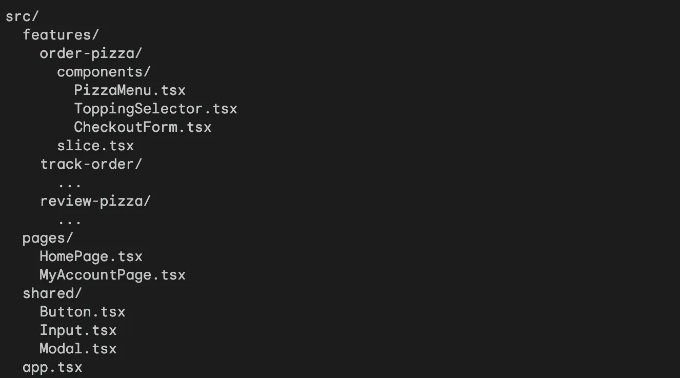 src/
features/
order-pizza/
components/
PizzaMenu.tsx
ToppingSelector.tsx
CheckoutForm.tsx
slice.tsx
track-order/
...
review-pizza/
...
pages/
HomePage.tsx
MyAccountPage.tsx
shared/
Button.tsx
Input.tsx
Modal.tsx
app.tsx